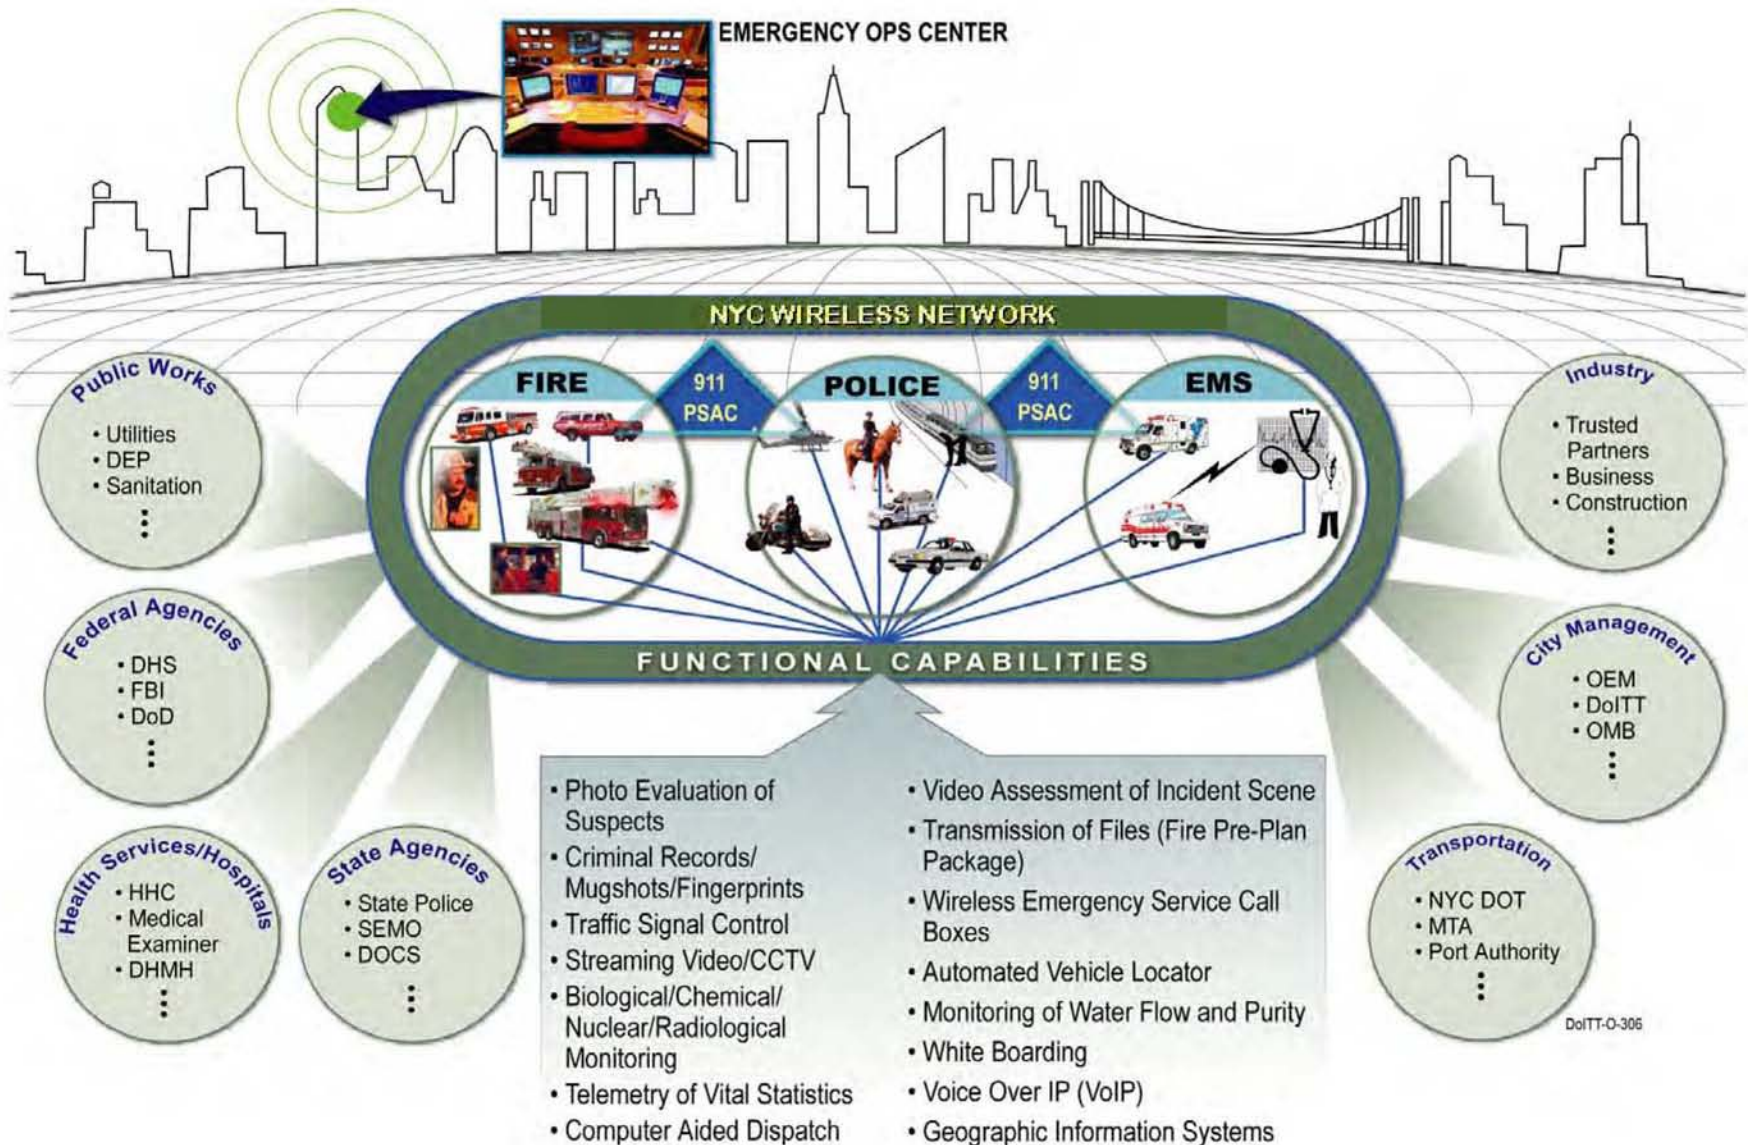 EMERGENCY OPS CENTER
NYC WIRELESS NETWORK
FIRE
911
PSAC
POLICE
911
PSAC
EMS
FUNCTIONAL CAPABILITIES
Public Works
• Utilities
• DEP
• Sanitation
Federal Agencies
• DHS
• FBI
• DoD
Health Services/Hospitals
• HHC
• Medical
Examiner
• DHMH
State Agencies
• State Police
• SEMO
• DOCS
• Photo Evaluation of
Suspects
• Criminal Records/
Mugshots/Fingerprints
• Traffic Signal Control
• Streaming Video/CCTV
• Biological/Chemical/
Nuclear/Radiological
Monitoring
• Telemetry of Vital Statistics
• Computer Aided Dispatch
• Video Assessment of Incident Scene
• Transmission of Files (Fire Pre-Plan
Package)
• Wireless Emergency Service Call
Boxes
• Automated Vehicle Locator
• Monitoring of Water Flow and Purity
• White Boarding
• Voice Over IP (VoIP)
• Geographic Information Systems
Industry
• Trusted
Partners
• Business
• Construction
City Management
• OEM
• DoITT
• OMB
Transportation
• NYC DOT
• MTA
• Port Authority
DoITT-O-306